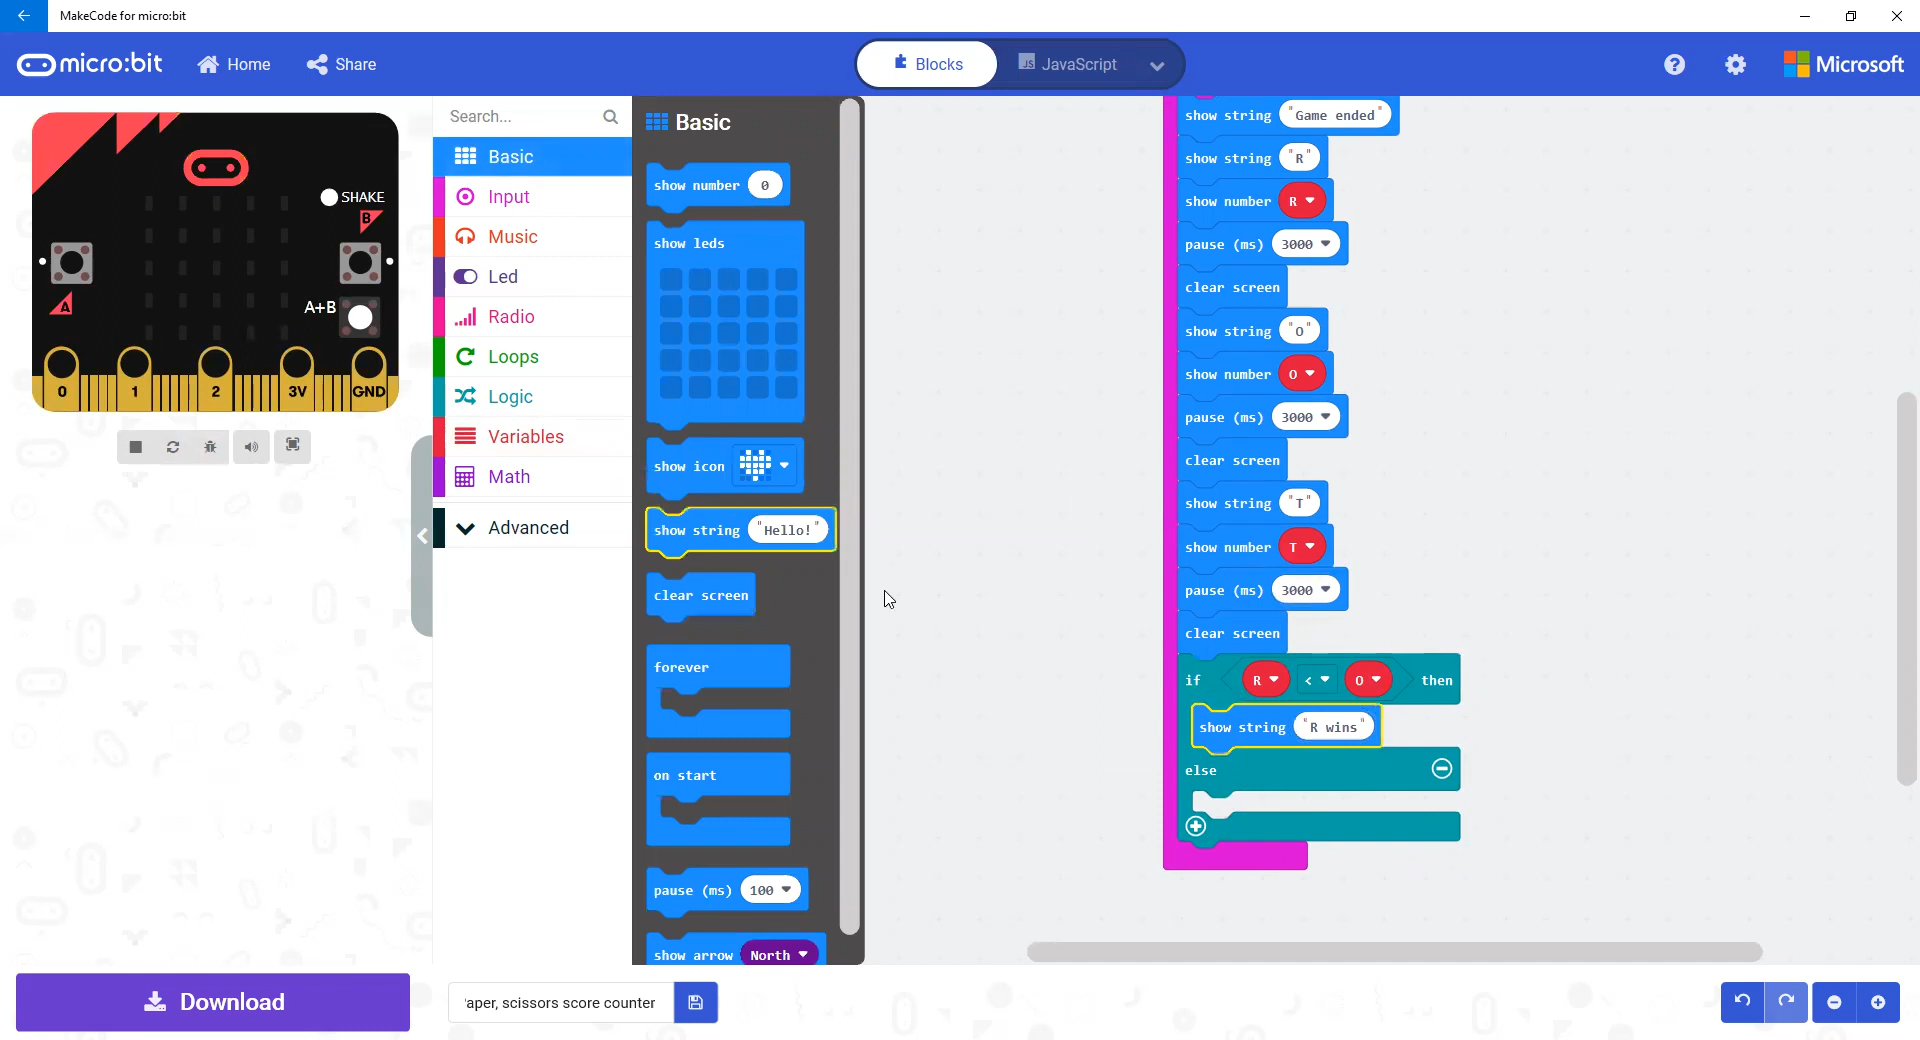 MakeCode for micro:bit
micro:bit
Home
Share
Blocks
JS JavaScript
?
Microsoft
SHAKE
B
A
A+B
0 1 2 3V GND
Search...
Basic
Input
Music
Led
Radio
Loops
Logic
Variables
Math
Advanced
Basic
show number 0
show leds
show icon
show string "Hello!"
clear screen
forever
on start
pause (ms) 100
show arrow North
show string "Game ended"
show string "R"
show number R
pause (ms) 3000
clear screen
show string "O"
show number O
pause (ms) 3000
clear screen
show string "T"
show number T
pause (ms) 3000
clear screen
if R < O then
show string "R wins"
else
Download
'aper, scissors score counter